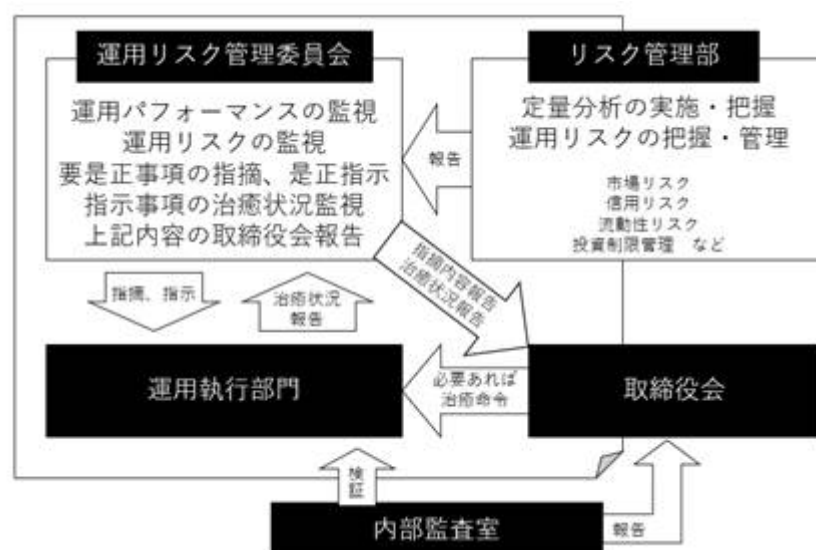 運用リスク管理委員会
運用パフォーマンスの監視
運用リスクの監視
要是正事項の指摘、是正指示
指示事項の治癒状況監視
上記内容の取締役会報告
リスク管理部
定量分析の実施・把握
運用リスクの把握・管理
市場リスク
信用リスク
流動性リスク
投資制限管理　など
報告
指摘、指示
治癒状況
報告
指摘内容報告
治癒状況報告
運用執行部門
必要あれば
治癒命令
取締役会
検証
内部監査室
報告